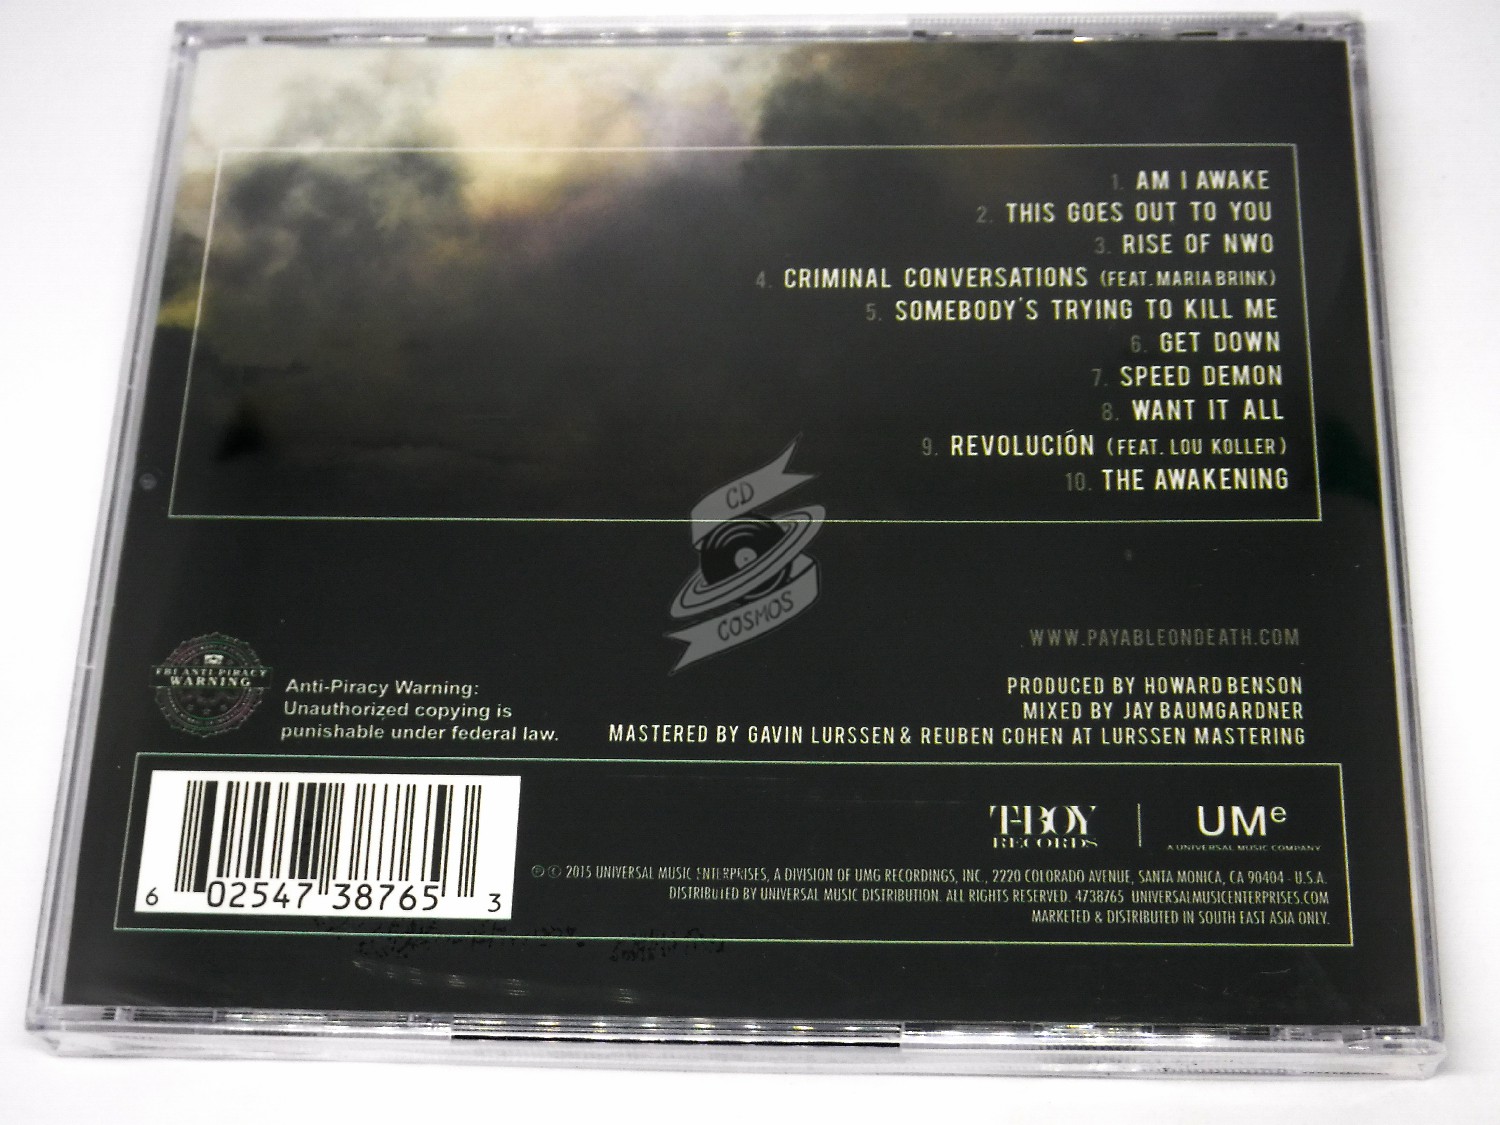 1. AM I AWAKE
2. THIS GOES OUT TO YOU
3. RISE OF NWO
4. CRIMINAL CONVERSATIONS (FEAT. MARIA BRINK)
5. SOMEBODY'S TRYING TO KILL ME
6. GET DOWN
7. SPEED DEMON
8. WANT IT ALL
9. REVOLUCIÓN (FEAT. LOU KOLLER)
10. THE AWAKENING
CD
COSMOS
WWW.PAYABLEONDEATH.COM
FBI ANTI-PIRACY
WARNING
Anti-Piracy Warning:
Unauthorized copying is
punishable under federal law.
PRODUCED BY HOWARD BENSON
MIXED BY JAY BAUMGARDNER
MASTERED BY GAVIN LURSSEN & REUBEN COHEN AT LURSSEN MASTERING
6 02547 38765 3
T-BOY
RECORDS
UMe
A UNIVERSAL MUSIC COMPANY
℗ © 2015 UNIVERSAL MUSIC ENTERPRISES, A DIVISION OF UMG RECORDINGS, INC., 2220 COLORADO AVENUE, SANTA MONICA, CA 90404 - U.S.A.
DISTRIBUTED BY UNIVERSAL MUSIC DISTRIBUTION. ALL RIGHTS RESERVED. 4738765 UNIVERSALMUSICENTERPRISES.COM
MARKETED & DISTRIBUTED IN SOUTH EAST ASIA ONLY.